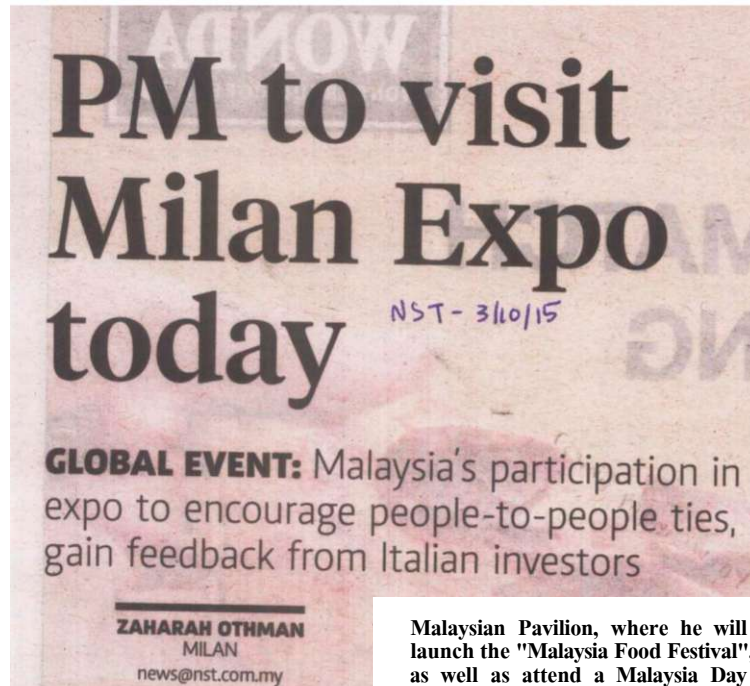 WONDA
PM to visit
Milan Expo
today
NST - 3/10/15
GLOBAL EVENT: Malaysia's participation in
expo to encourage people-to-people ties,
gain feedback from Italian investors
ZAHARAH OTHMAN
MILAN
news@nst.com.my
Malaysian Pavilion, where he will
launch the "Malaysia Food Festival",
as well as attend a Malaysia Day